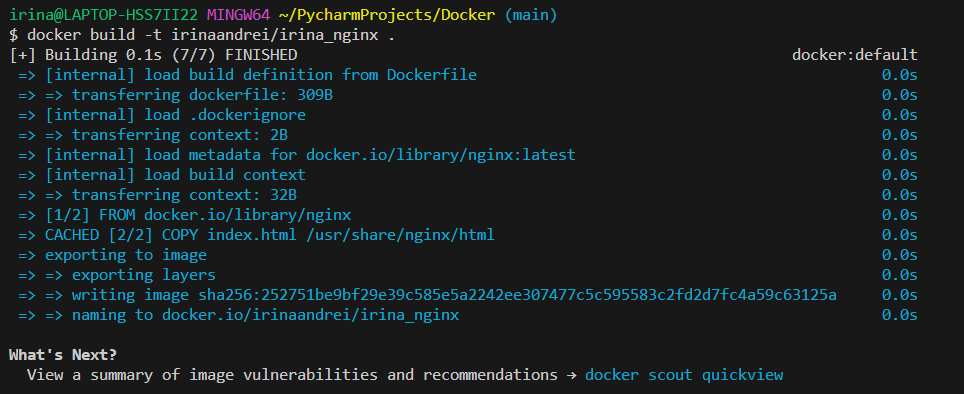 irina@LAPTOP-HSS7II22 MINGW64 ~/PycharmProjects/Docker (main)
$ docker build -t irinaandrei/irina_nginx .
[+] Building 0.1s (7/7) FINISHED docker:default
=> [internal] load build definition from Dockerfile 0.0s
=> => transferring dockerfile: 309B 0.0s
=> [internal] load .dockerignore 0.0s
=> => transferring context: 2B 0.0s
=> [internal] load metadata for docker.io/library/nginx:latest 0.0s
=> [internal] load build context 0.0s
=> => transferring context: 32B 0.0s
=> [1/2] FROM docker.io/library/nginx 0.0s
=> CACHED [2/2] COPY index.html /usr/share/nginx/html 0.0s
=> exporting to image 0.0s
=> => exporting layers 0.0s
=> => writing image sha256:252751be9bf29e39c585e5a2242ee307477c5c595583c2fd2d7fc4a59c63125a 0.0s
=> => naming to docker.io/irinaandrei/irina_nginx 0.0s
What's Next?
View a summary of image vulnerabilities and recommendations → docker scout quickview